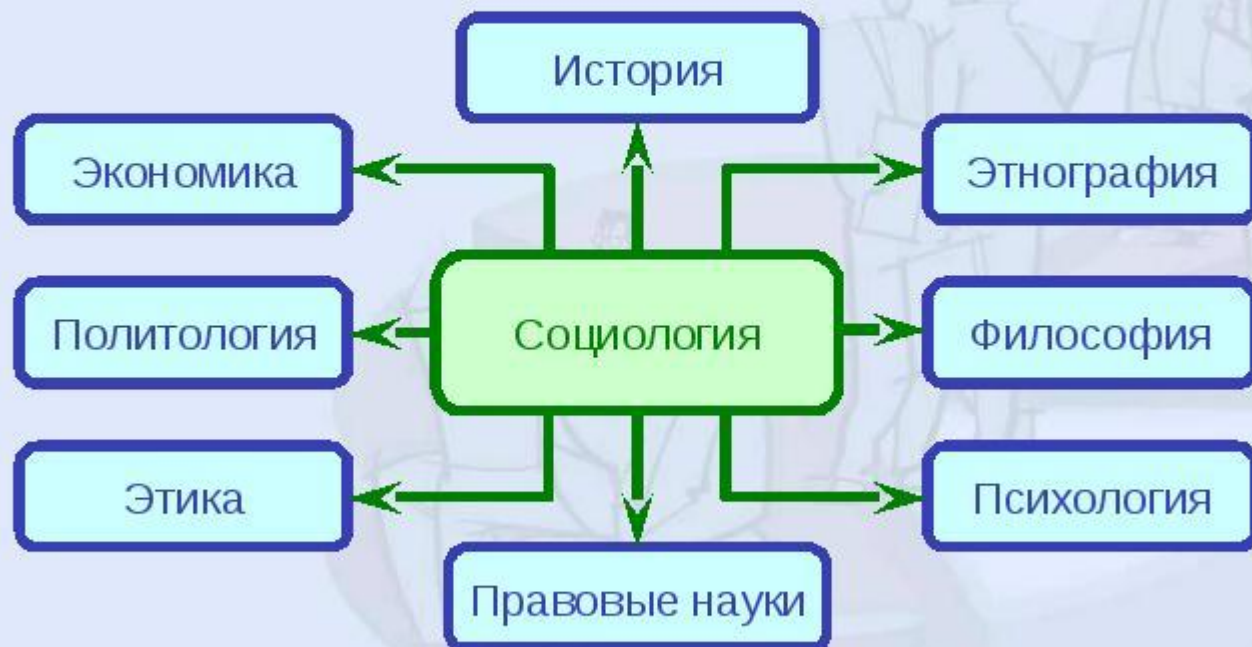 История
Экономика
Этнография
Социология
Политология
Философия
Этика
Психология
Правовые науки